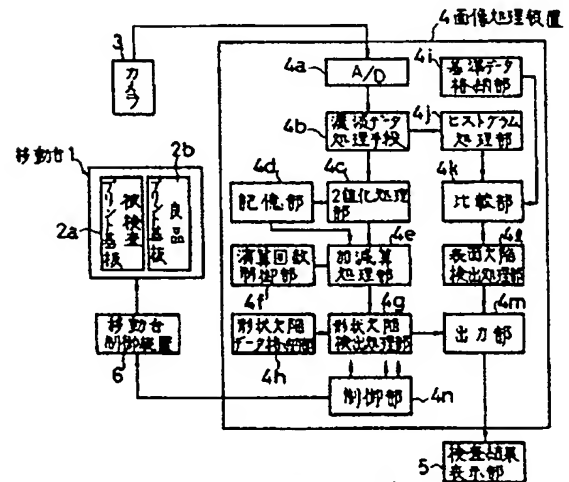 4 画像処理装置
3
カメラ
4a
A/D
4i
基準データ
格納部
4b
濃淡データ
処理手段
4j
ヒストグラム
処理部
移動台1
2b
2a
被検査
プリント基板
良品
プリント基板
4d
記憶部
4c
2値化処理
部
4k
比較部
4e
加減算
処理部
4f
演算回数
制御部
4l
表面欠陥
検出処理部
4g
形状欠陥
検出処理部
4h
形状欠陥
データ格納部
4m
出力部
移動台
制御装置
6
制御部
4n
5
検査結果
表示部